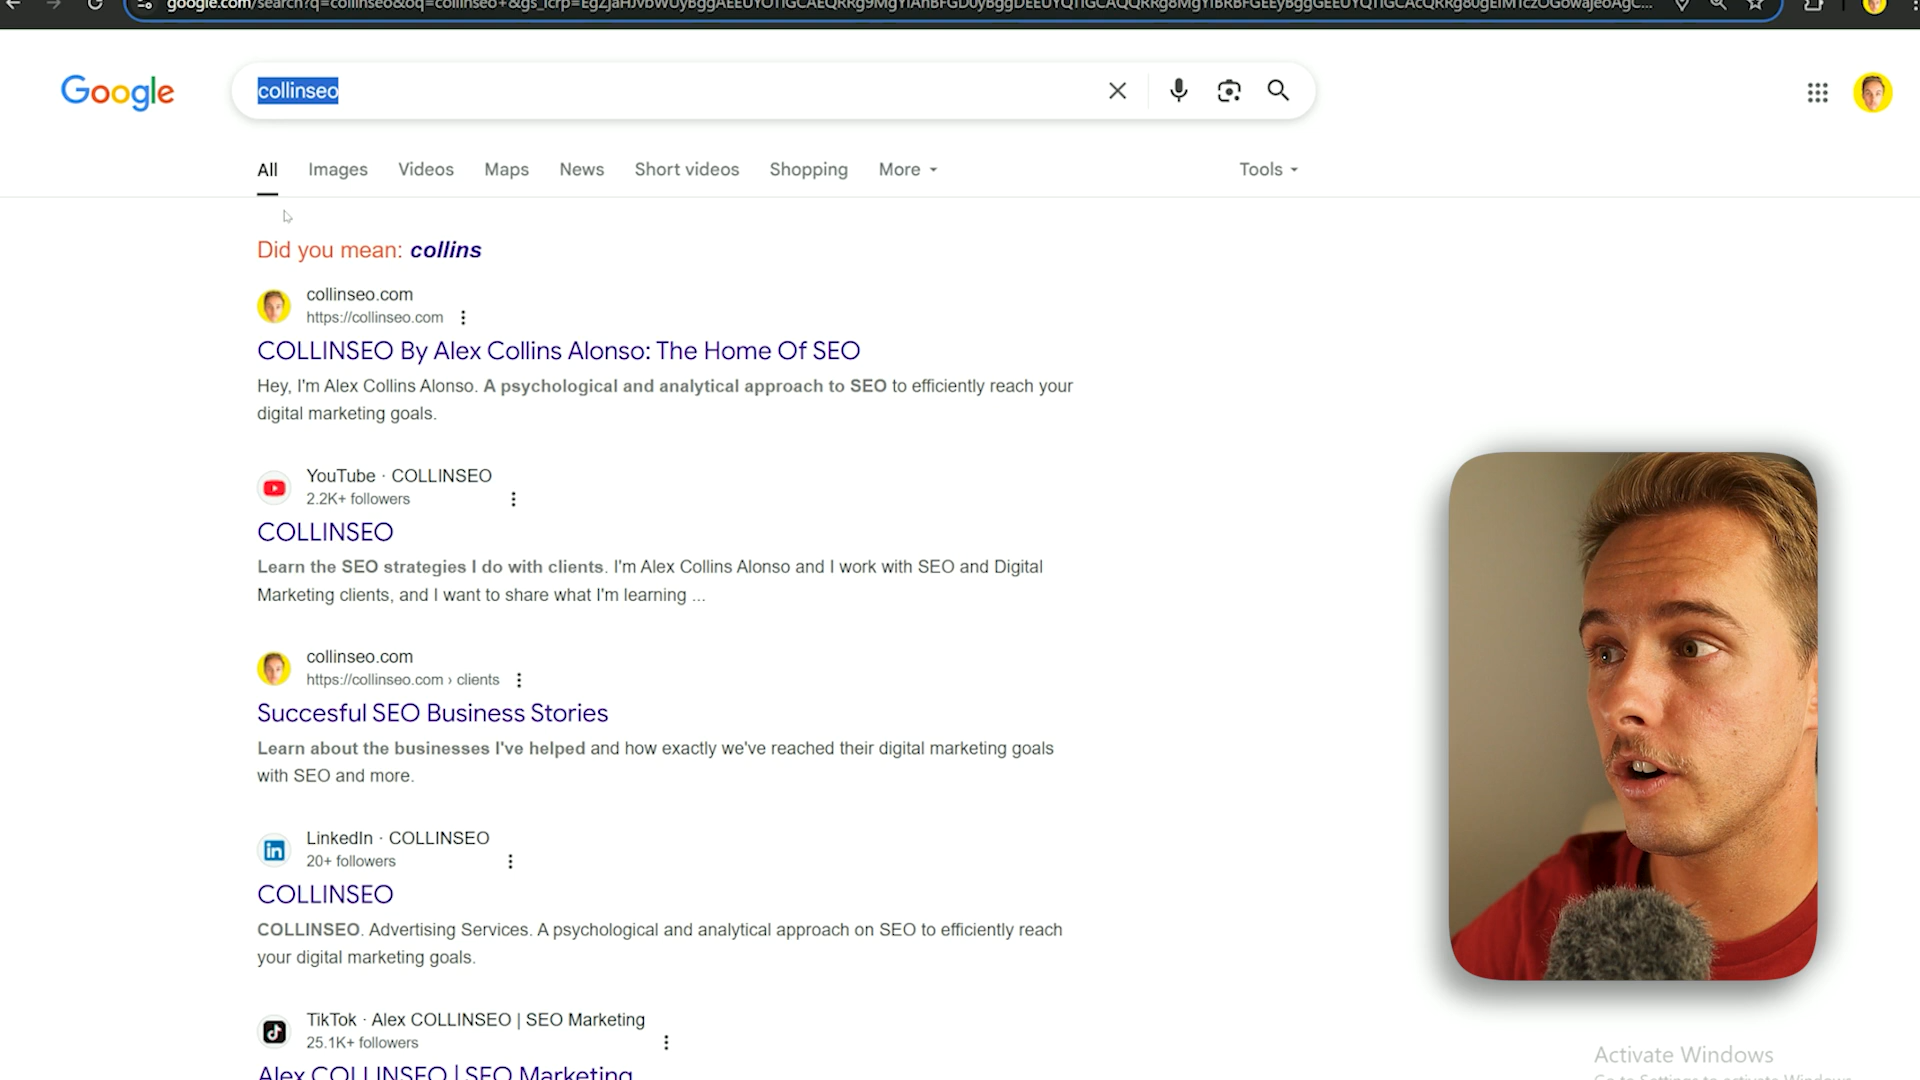 Google
collinseo
All Images Videos Maps News Short videos Shopping More Tools
Did you mean: collins
collinseo.com
https://collinseo.com
COLLINSEO By Alex Collins Alonso: The Home Of SEO
Hey, I'm Alex Collins Alonso. A psychological and analytical approach to SEO to efficiently reach your
digital marketing goals.
YouTube · COLLINSEO
2.2K+ followers
COLLINSEO
Learn the SEO strategies I do with clients. I'm Alex Collins Alonso and I work with SEO and Digital
Marketing clients, and I want to share what I'm learning ...
collinseo.com
https://collinseo.com › clients
Succesful SEO Business Stories
Learn about the businesses I've helped and how exactly we've reached their digital marketing goals
with SEO and more.
LinkedIn · COLLINSEO
20+ followers
COLLINSEO
COLLINSEO. Advertising Services. A psychological and analytical approach on SEO to efficiently reach
your digital marketing goals.
TikTok · Alex COLLINSEO | SEO Marketing
25.1K+ followers
Alex COLLINSEO | SEO Marketing
Activate Windows